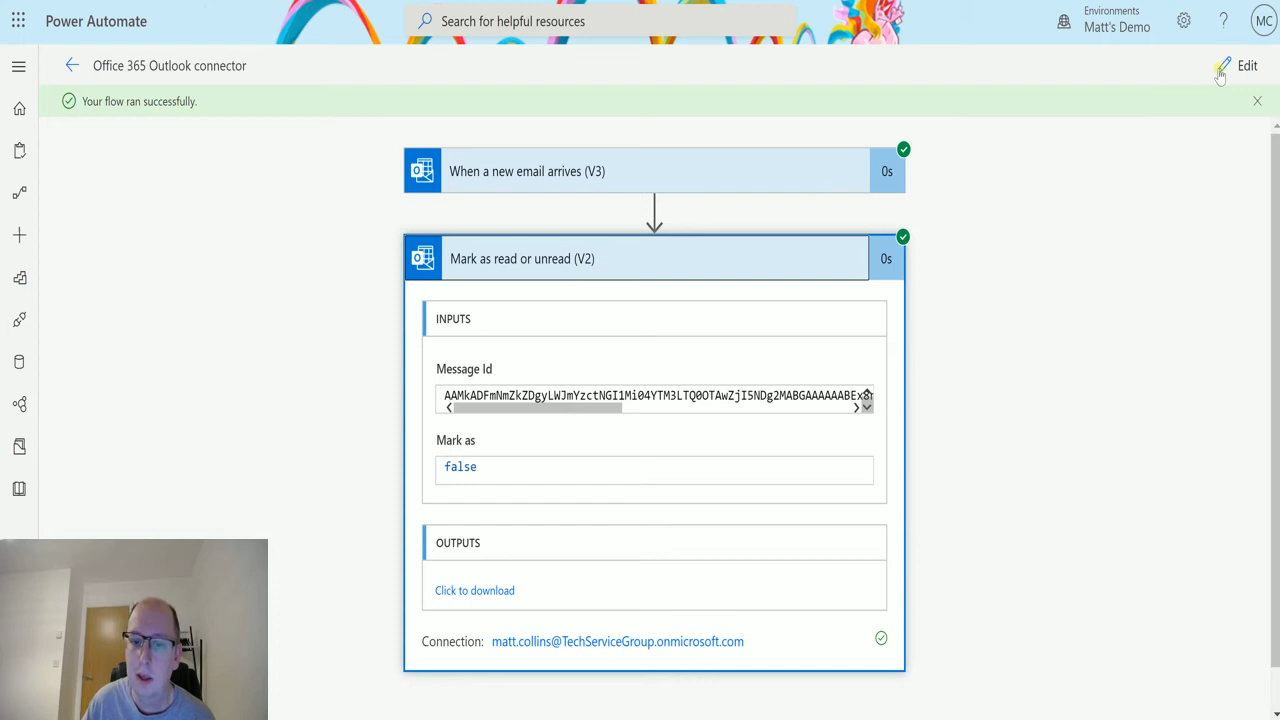 Power Automate
Search for helpful resources
Environments
Matt's Demo
?
MC
Office 365 Outlook connector
Edit
Your flow ran successfully.
When a new email arrives (V3)
0s
Mark as read or unread (V2)
0s
INPUTS
Message Id
Mark as
false
OUTPUTS
Click to download
Connection: matt.collins@TechServiceGroup.onmicrosoft.com